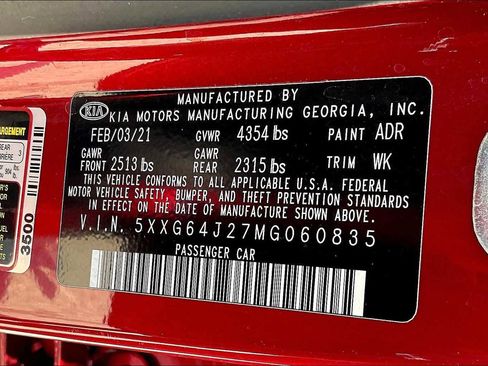 MANUFACTURED BY
KIA KIA MOTORS MANUFACTURING GEORGIA, INC.
FEB/03/21 GVWR 4354 lbs PAINT ADR
GAWR GAWR
FRONT 2513 lbs REAR 2315 lbs TRIM WK
THIS VEHICLE CONFORMS TO ALL APPLICABLE U.S.A. FEDERAL
MOTOR VEHICLE SAFETY, BUMPER, AND THEFT PREVENTION STANDARDS
IN EFFECT ON THE DATE OF MANUFACTURE SHOWN ABOVE.
V.I.N. 5XXG64J27MG060835
PASSENGER CAR
REAR 3
3500